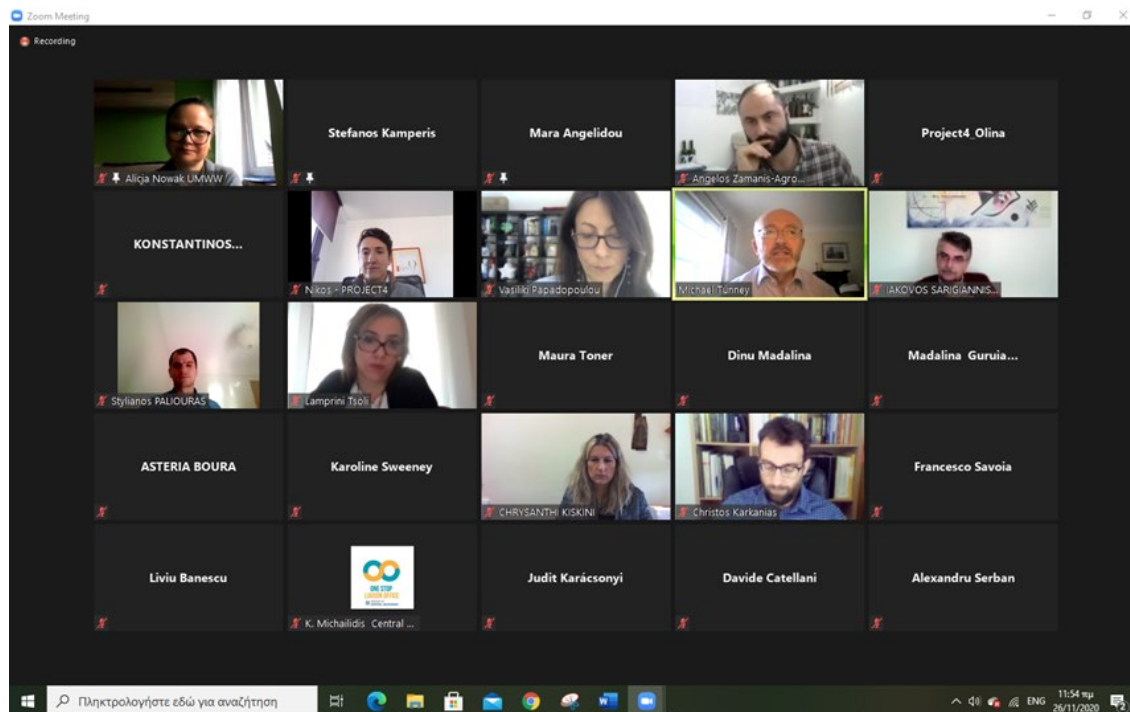 Zoom Meeting
Recording
Alicja Nowak UMWW
Stefanos Kamperis
Mara Angelidou
Angelos Zamanis-Agro...
Project4_Olina
KONSTANTINOS...
Nikos - PROJECT4
Vasiliki Papadopoulou
Michael Tunney
IAKOVOS SARIGIANNIS...
Stylianos PALIOURAS
Lamprini Tsoli
Maura Toner
Dinu Madalina
Madalina Guruia...
ASTERIA BOURA
Karoline Sweeney
CHRYSANTHI KISKINI
Christos Karkanias
Francesco Savoia
Liviu Banescu
ONE STOP
LIAISON OFFICE
K. Michailidis Central ...
Judit Karácsonyi
Davide Catellani
Alexandru Serban
Πληκτρολογήστε εδώ για αναζήτηση
ENG
11:54 πμ
26/11/2020
2